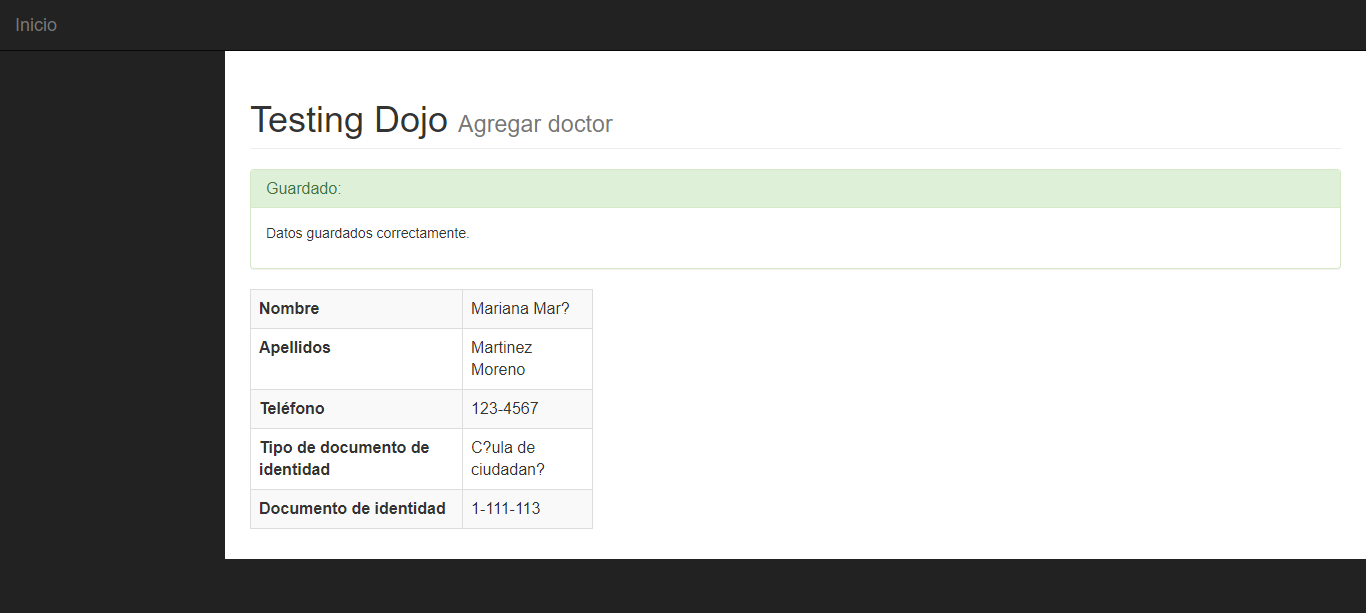 Inicio
Testing Dojo Agregar doctor
Guardado:
Datos guardados correctamente.
Nombre Mariana Mar?
Apellidos Martinez
Moreno
Teléfono 123-4567
Tipo de documento de C?ula de
identidad ciudadan?
Documento de identidad 1-111-113